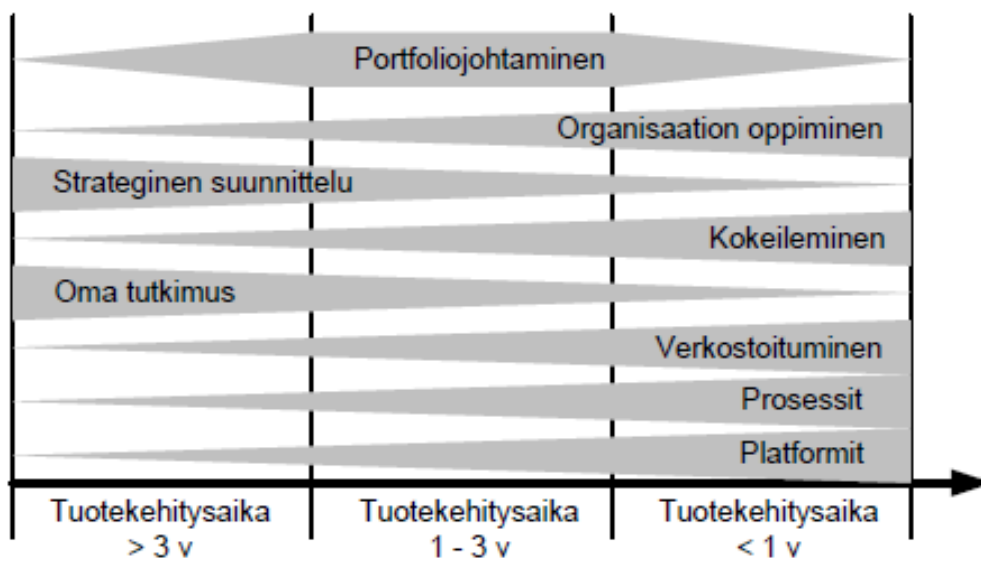 Portfoliojohtaminen
Organisaation oppiminen
Strateginen suunnittelu
Kokeileminen
Oma tutkimus
Verkostoituminen
Prosessit
Platformit
Tuotekehitysaika
> 3 v
Tuotekehitysaika
1 - 3 v
Tuotekehitysaika
< 1 v